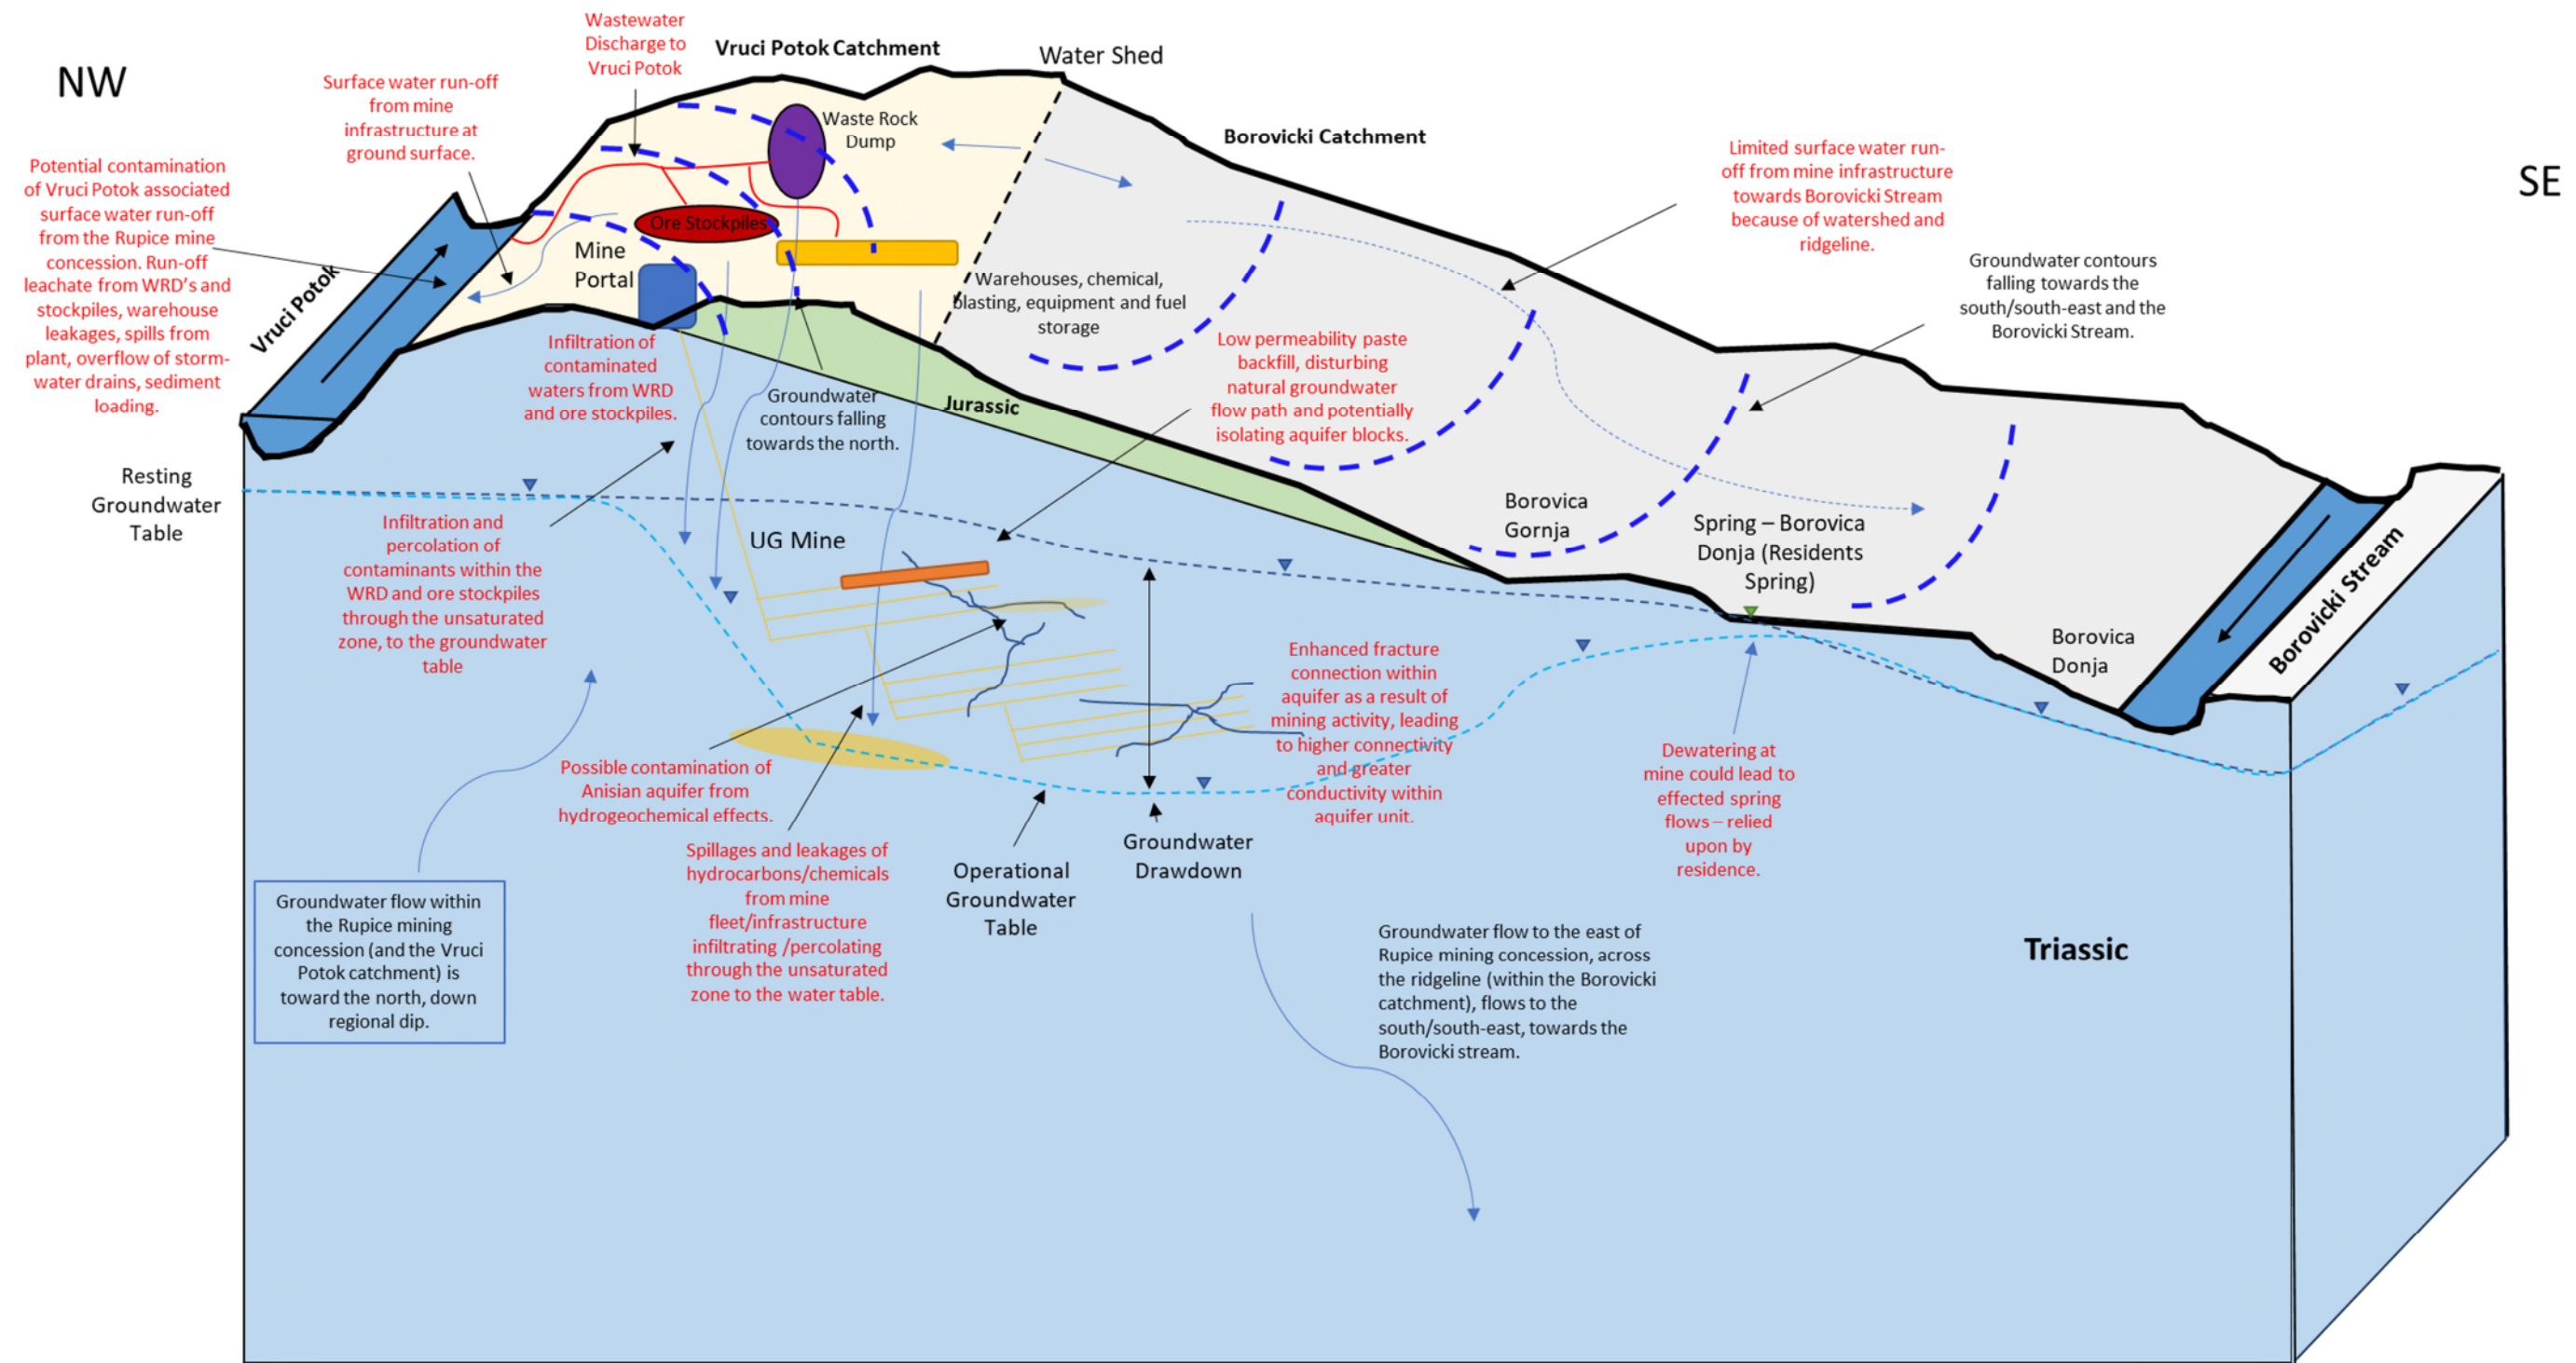 NW
Wastewater
Discharge to
Vruci Potok
Vruci Potok Catchment
Water Shed
SE
Surface water run-off
from mine
infrastructure at
ground surface.
Potential contamination
of Vruci Potok associated
surface water run-off
from the Rupice mine
concession. Run-off
leachate from WRD's and
stockpiles, warehouse
leakages, spills from
plant, overflow of storm-
water drains, sediment
loading.
Vruci Potok
Waste Rock
Dump
Ore Stockpiles
Mine
Portal
Borovicki Catchment
Warehouses, chemical,
blasting, equipment and fuel
storage
Limited surface water run-
off from mine infrastructure
towards Borovicki Stream
because of watershed and
ridgeline.
Groundwater contours
falling towards the
south/south-east and the
Borovicki Stream.
Infiltration of
contaminated
waters from WRD
and ore stockpiles.
Groundwater
contours falling
towards the north.
Jurassic
Low permeability paste
backfill, disturbing
natural groundwater
flow path and potentially
isolating aquifer blocks.
Resting
Groundwater
Table
Infiltration and
percolation of
contaminants within the
WRD and ore stockpiles
through the unsaturated
zone, to the groundwater
table
UG Mine
Borovica
Gornja
Spring – Borovica
Donja (Residents
Spring)
Borovica
Donja
Borovicki Stream
Enhanced fracture
connection within
aquifer as a result of
mining activity, leading
to higher connectivity
and greater
conductivity within
aquifer unit.
Dewatering at
mine could lead to
effected spring
flows – relied
upon by
residence.
Possible contamination of
Anisian aquifer from
hydrogeochemical effects.
Spillages and leakages of
hydrocarbons/chemicals
from mine
fleet/infrastructure
infiltrating /percolating
through the unsaturated
zone to the water table.
Operational
Groundwater
Table
Groundwater
Drawdown
Groundwater flow within
the Rupice mining
concession (and the Vruci
Potok catchment) is
toward the north, down
regional dip.
Groundwater flow to the east of
Rupice mining concession, across
the ridgeline (within the Borovicki
catchment), flows to the
south/south-east, towards the
Borovicki stream.
Triassic